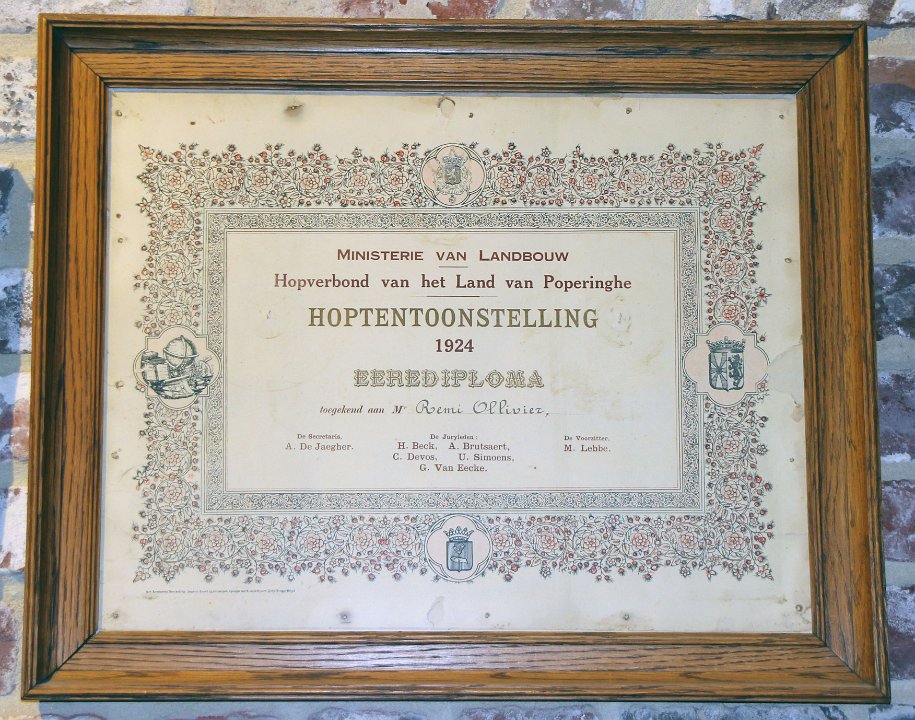 MINISTERIE VAN LANDBOUW
Hopverbond van het Land van Poperinghe
HOPTENTOONSTELLING
1924
EEREDIPLOMA
toegekend aan Mr Remi Ollivier,
De Secretaris, De Juryleden: De Voorzitter,
A. De Jaegher. H. Beck, A. Brutsaert, M. Lebbe.
C. Devos, U. Simoens,
G. Van Eecke.